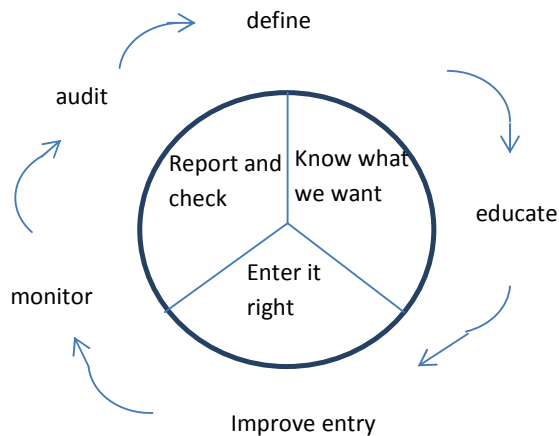 define
audit
Report and
check
Know what
we want
educate
Enter it
right
monitor
Improve entry